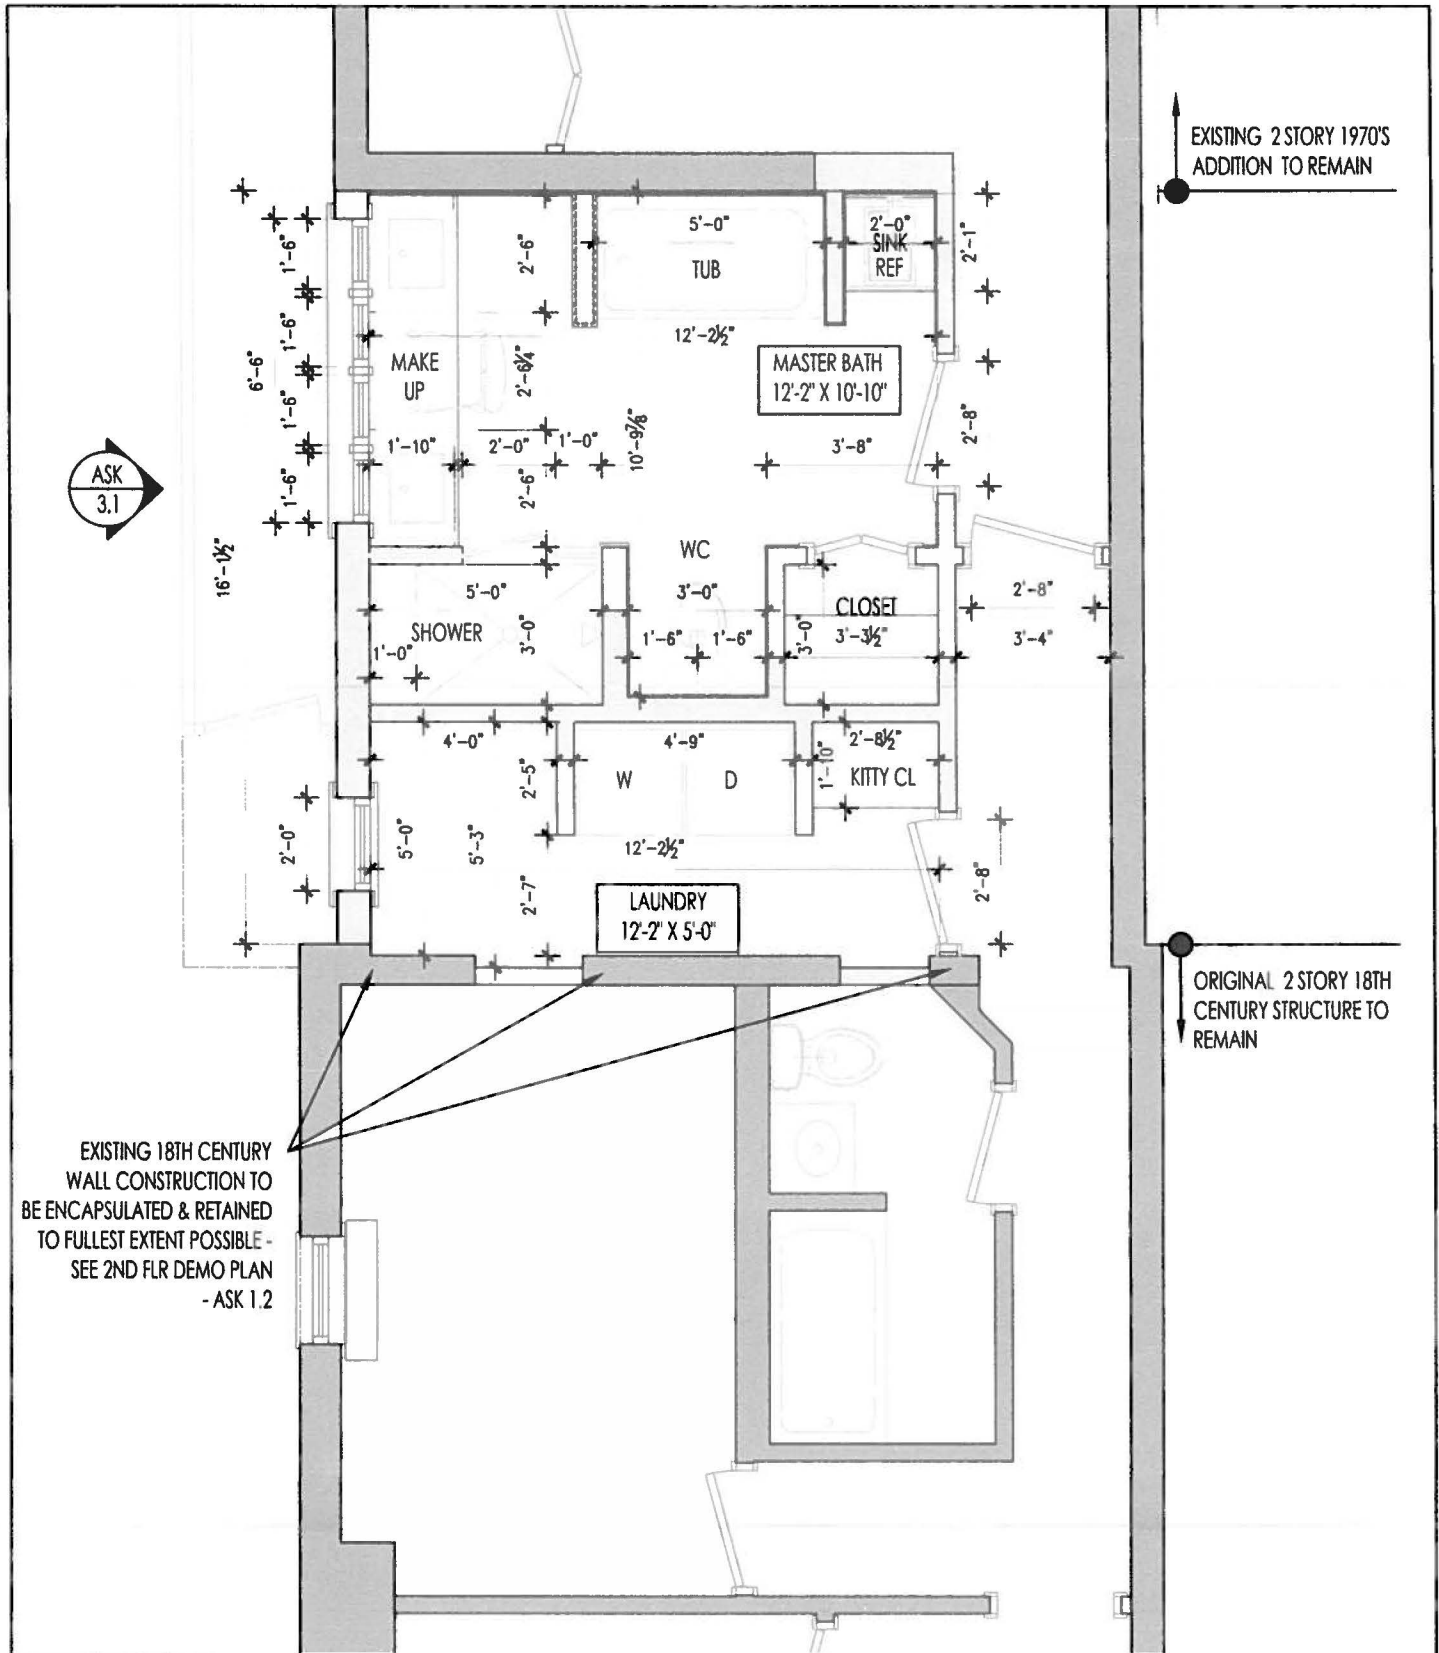 EXISTING 2 STORY 1970'S
ADDITION TO REMAIN
5'-0"
2'-0"
SINK
REF
TUB
1'-6"
2'-6"
2'-1"
12'-2½"
1'-6"
MAKE
UP
2'-6¼"
MASTER BATH
12'-2" X 10'-10"
6'-6"
1'-6"
1'-10"
2'-0"
1'-0"
10'-9⅞"
3'-8"
2'-8"
ASK
3.1
1'-6"
2'-6"
16'-1½"
WC
5'-0"
3'-0"
CLOSET
2'-8"
SHOWER
3'-0"
1'-6"
1'-6"
3'-0"
3'-3½"
3'-4"
1'-0"
4'-0"
4'-9"
2'-8½"
2'-5"
W
D
1'-10"
KITTY CL
2'-0"
5'-0"
5'-3"
12'-2½"
2'-7"
2'-8"
LAUNDRY
12'-2" X 5'-0"
ORIGINAL 2 STORY 18TH
CENTURY STRUCTURE TO
REMAIN
EXISTING 18TH CENTURY
WALL CONSTRUCTION TO
BE ENCAPSULATED & RETAINED
TO FULLEST EXTENT POSSIBLE -
SEE 2ND FLR DEMO PLAN
- ASK 1.2